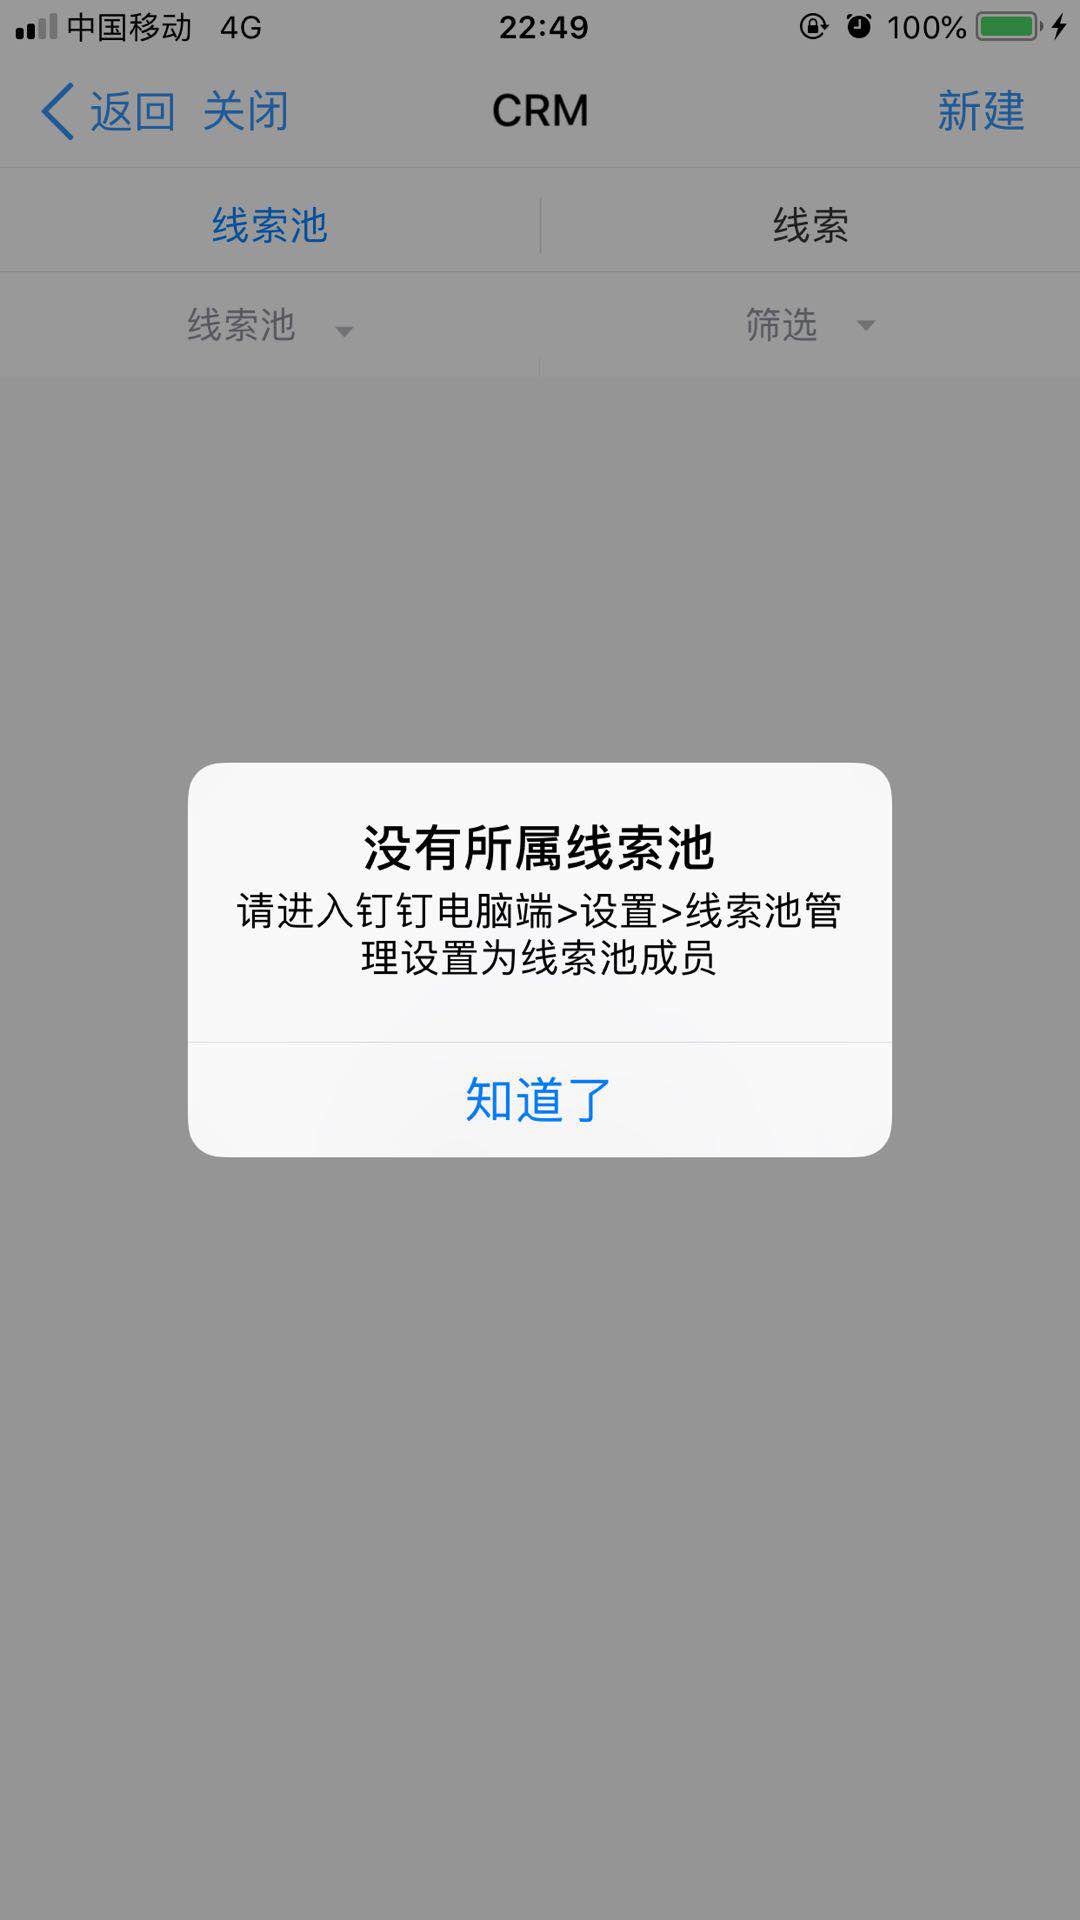 中国移动 4G 22:49 100%
返回 关闭 CRM 新建
线索池 线索
线索池 筛选
没有所属线索池
请进入钉钉电脑端>设置>线索池管
理设置为线索池成员
知道了